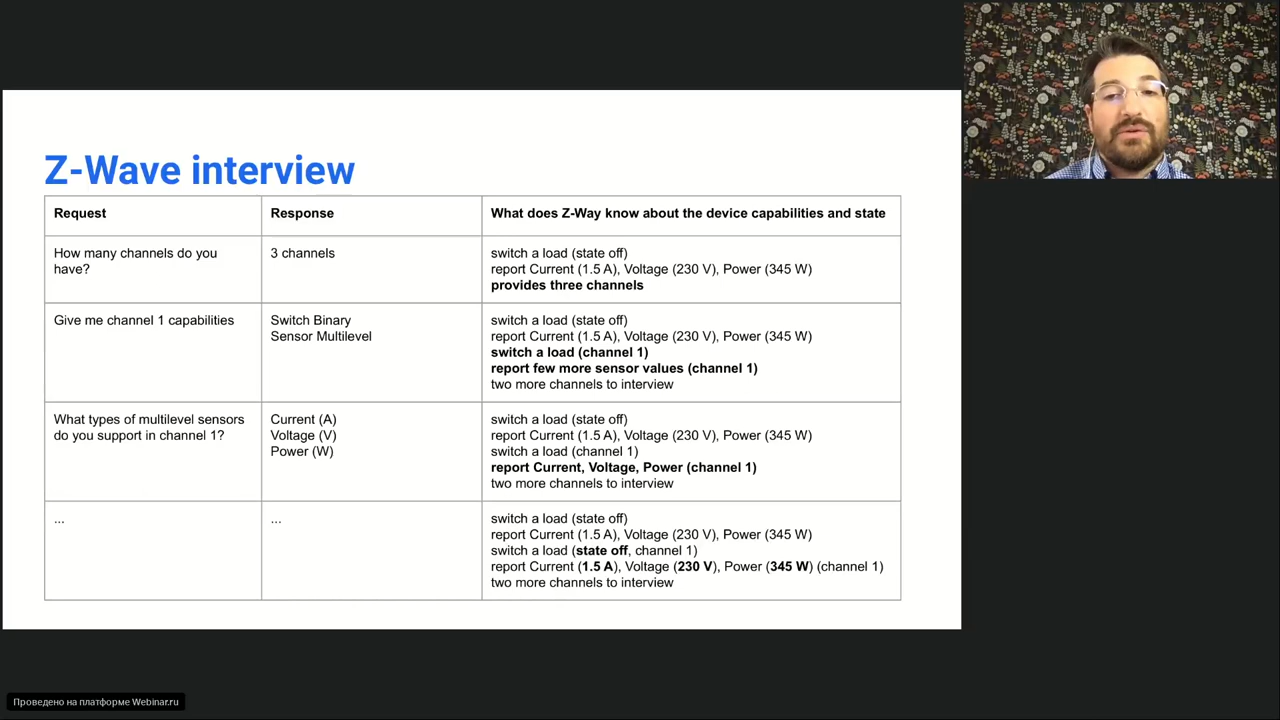 Z-Wave interview
Request
Response
What does Z-Way know about the device capabilities and state
How many channels do you
have?
3 channels
switch a load (state off)
report Current (1.5 A), Voltage (230 V), Power (345 W)
provides three channels
Give me channel 1 capabilities
Switch Binary
Sensor Multilevel
switch a load (state off)
report Current (1.5 A), Voltage (230 V), Power (345 W)
switch a load (channel 1)
report few more sensor values (channel 1)
two more channels to interview
What types of multilevel sensors
do you support in channel 1?
Current (A)
Voltage (V)
Power (W)
switch a load (state off)
report Current (1.5 A), Voltage (230 V), Power (345 W)
switch a load (channel 1)
report Current, Voltage, Power (channel 1)
two more channels to interview
...
...
switch a load (state off)
report Current (1.5 A), Voltage (230 V), Power (345 W)
switch a load (state off, channel 1)
report Current (1.5 A), Voltage (230 V), Power (345 W) (channel 1)
two more channels to interview
Проведено на платформе Webinar.ru